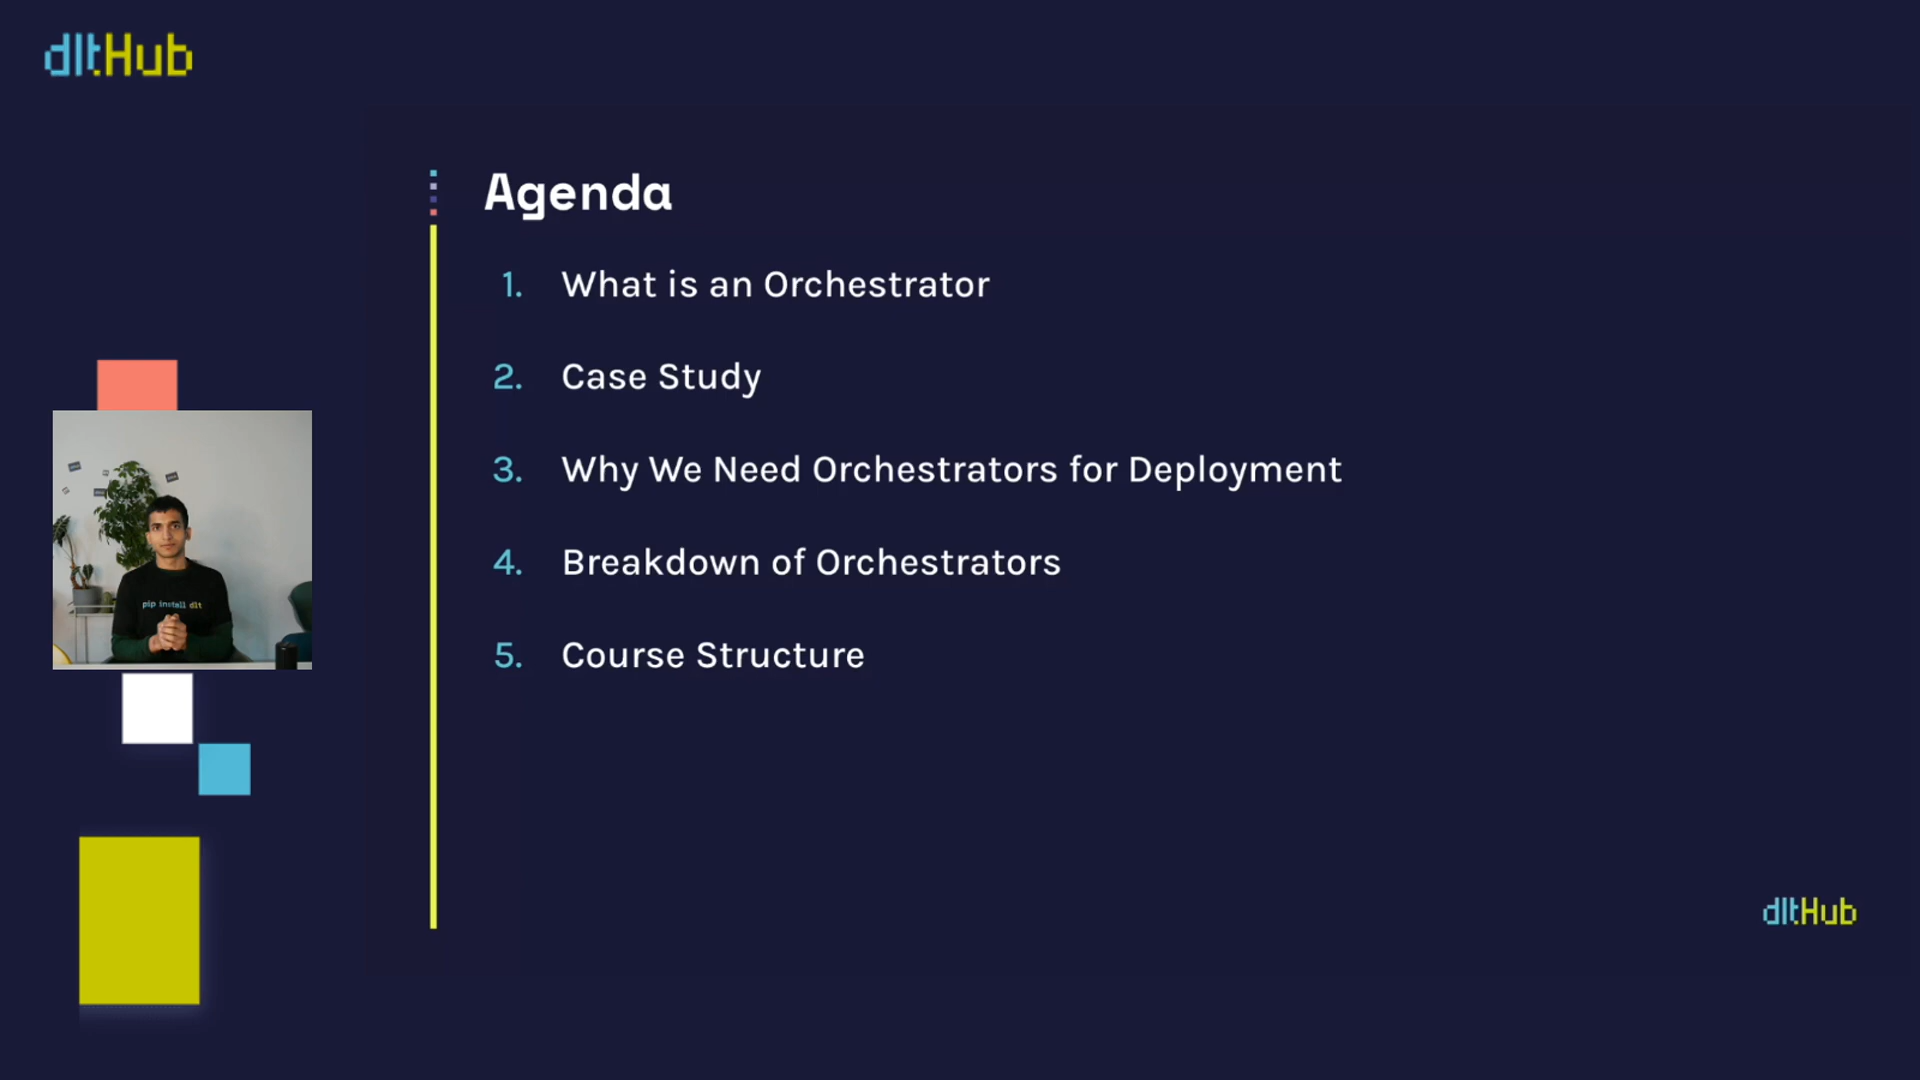 dltHub
Agenda
1. What is an Orchestrator
2. Case Study
3. Why We Need Orchestrators for Deployment
4. Breakdown of Orchestrators
5. Course Structure
pip install dlt
dltHub